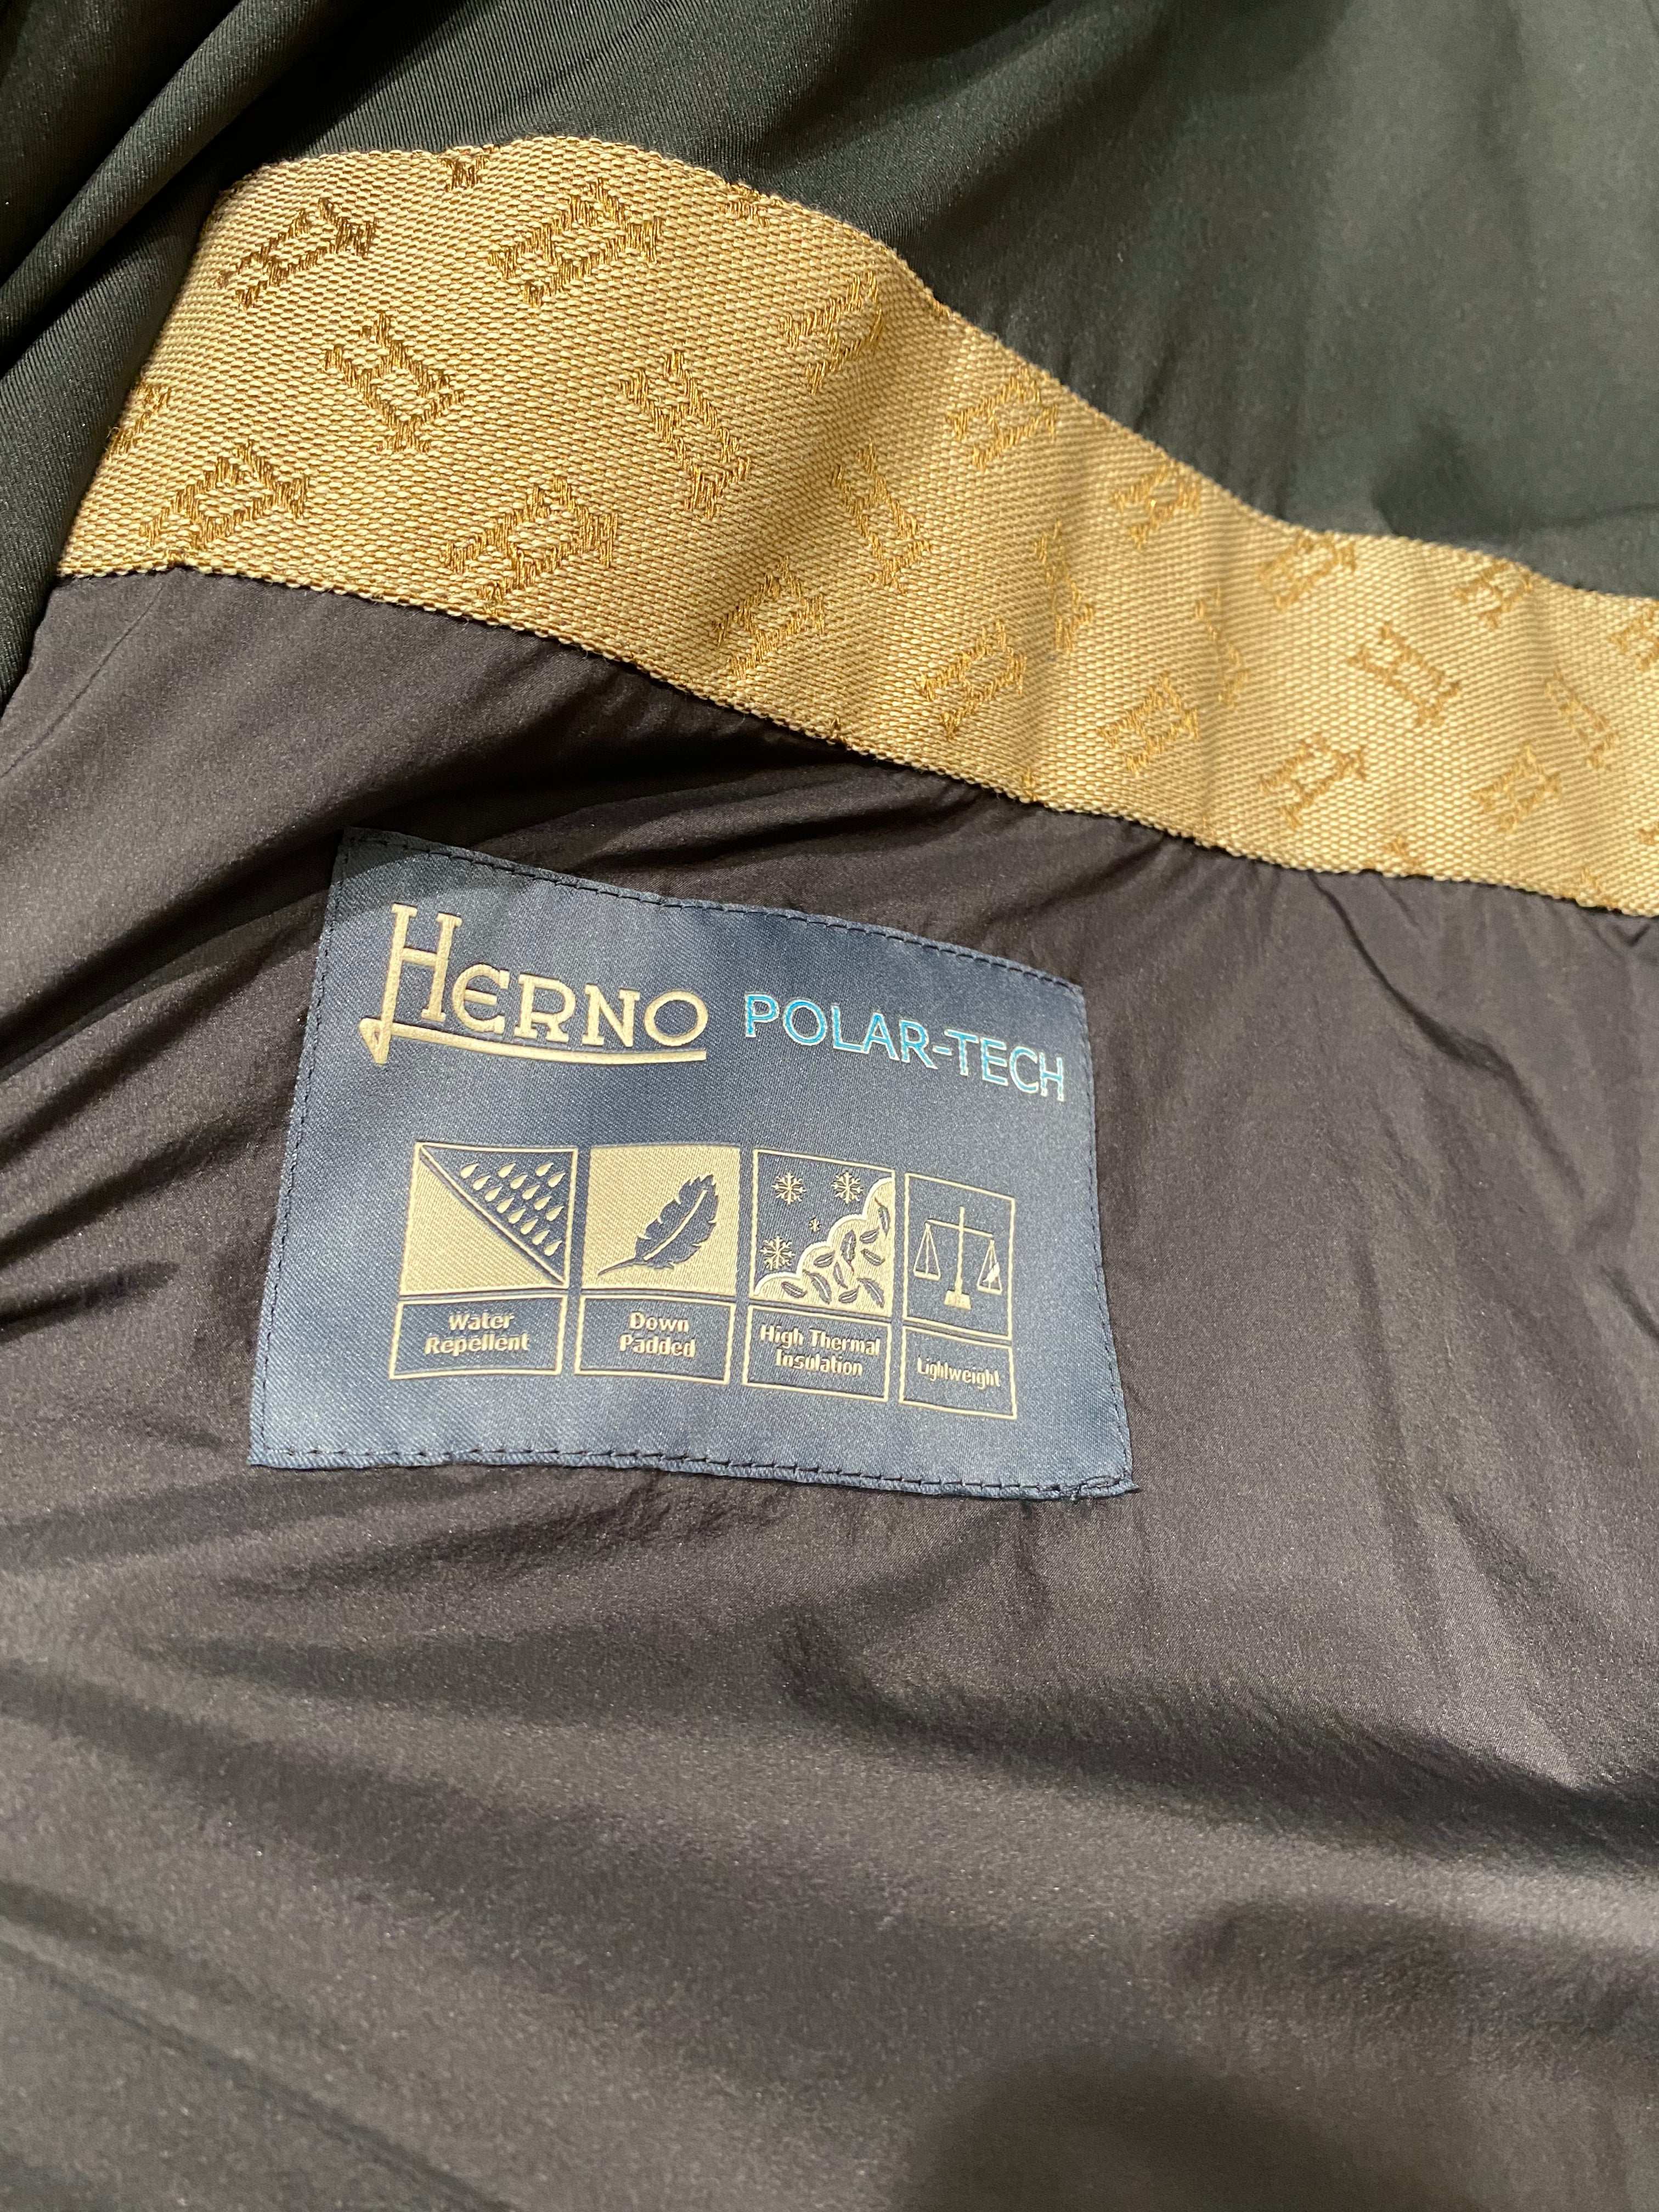 HERNO POLAR-TECH
Water
Repellent
Down
Padded
High Thermal
Insulation
Lightweight